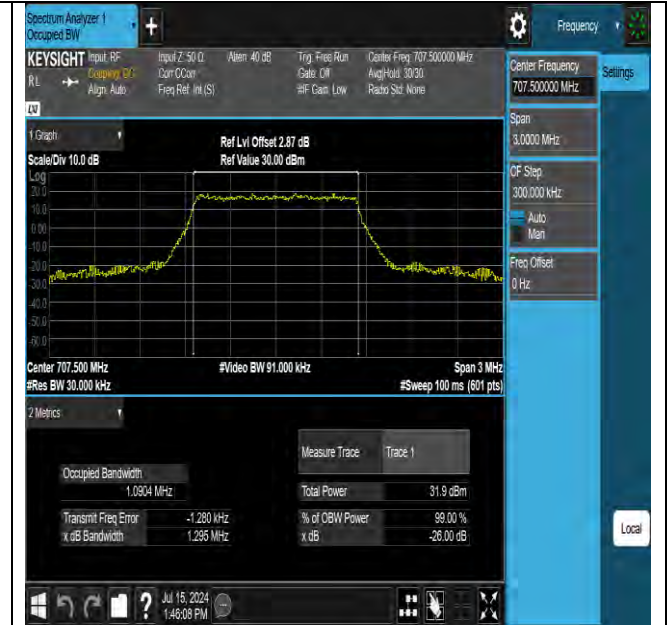 Spectrum Analyzer 1
Occupied BW
+
Frequency
KEYSIGHT Input: RF
Coupling: DC
Align: Auto
RL
LXI
Input Z: 50 Ω
Corr CCorr
Freq Ref: Int (S)
Atten: 40 dB
Trig: Free Run
Gate: Off
#IF Gain: Low
Center Freq: 707.500000 MHz
Avg|Hold: 30/30
Radio Std: None
Center Frequency
707.500000 MHz
Settings
Span
3.0000 MHz
CF Step
300.000 kHz
Auto
Man
Freq Offset
0 Hz
Local
1 Graph
Scale/Div 10.0 dB
Ref Lvl Offset 2.87 dB
Ref Value 30.00 dBm
Log
20.0
10.0
0.00
-10.0
-20.0
-30.0
-40.0
-50.0
-60.0
Center 707.500 MHz
#Video BW 91.000 kHz
Span 3 MHz
#Res BW 30.000 kHz
#Sweep 100 ms (601 pts)
2 Metrics
Measure Trace Trace 1
Occupied Bandwidth
1.0904 MHz
Total Power 31.9 dBm
Transmit Freq Error -1.280 kHz
% of OBW Power 99.00 %
x dB Bandwidth 1.295 MHz
x dB -26.00 dB
?
Jul 15, 2024
1:46:08 PM